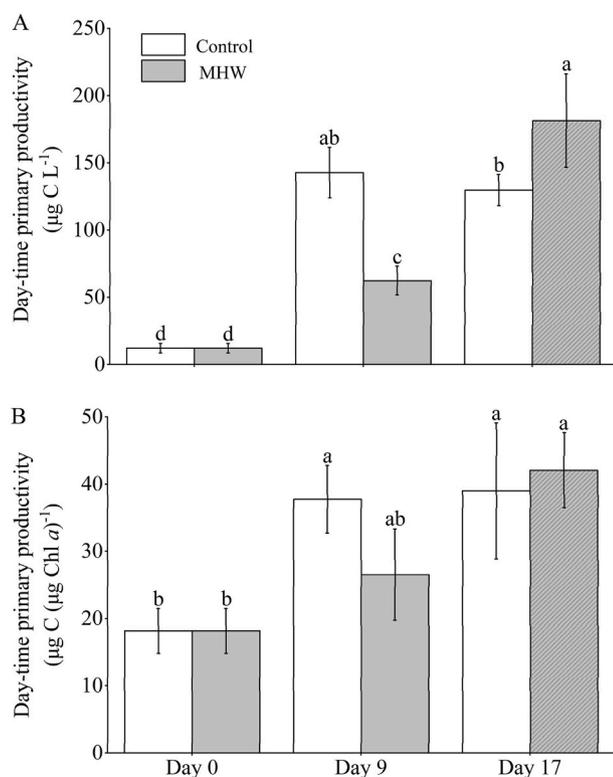 A
Day-time primary productivity
(µg C L⁻¹)
250
200
150
100
50
0
Control
MHW
d
d
ab
c
b
a
B
Day-time primary productivity
(µg C (µg Chl a)⁻¹)
50
40
30
20
10
0
b
b
a
ab
a
a
Day 0
Day 9
Day 17